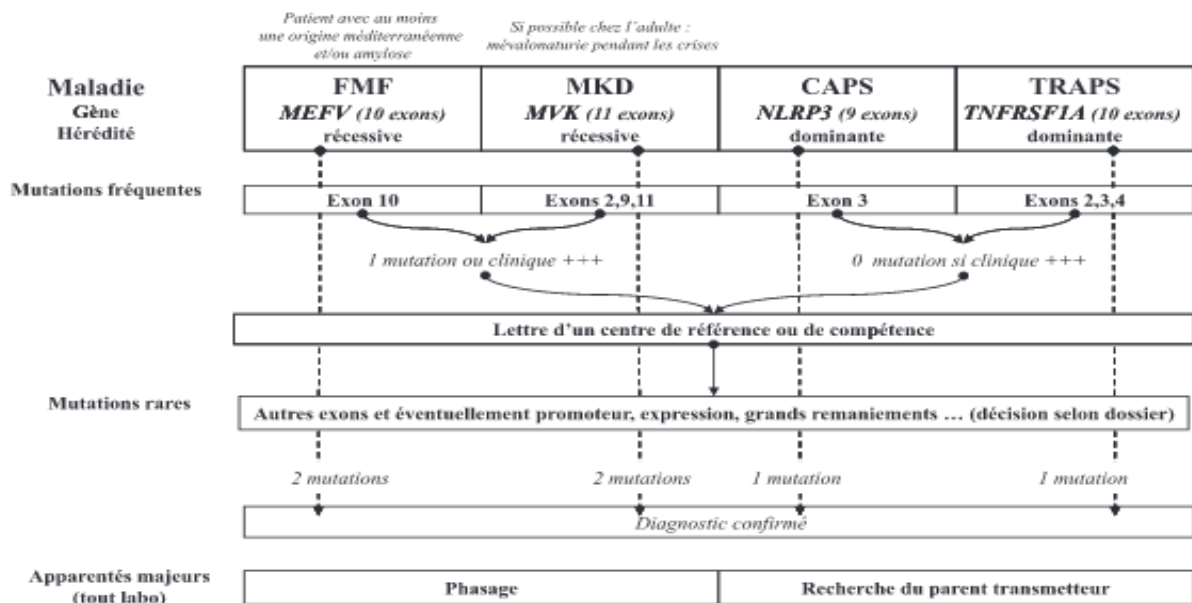 Patient avec au moins
une origine méditerranéenne
et/ou amylose
Si possible chez l'adulte :
mévalonaturie pendant les crises
Maladie
Gène
Hérédité
FMF
MEFV (10 exons)
récessive
MKD
MVK (11 exons)
récessive
CAPS
NLRP3 (9 exons)
dominante
TRAPS
TNFRSF1A (10 exons)
dominante
Mutations fréquentes
Exon 10
Exons 2,9,11
Exon 3
Exons 2,3,4
1 mutation ou clinique +++
0 mutation si clinique +++
Lettre d'un centre de référence ou de compétence
Mutations rares
Autres exons et éventuellement promoteur, expression, grands remaniements … (décision selon dossier)
2 mutations
2 mutations
1 mutation
1 mutation
Diagnostic confirmé
Apparentés majeurs
(tout labo)
Phasage
Recherche du parent transmetteur